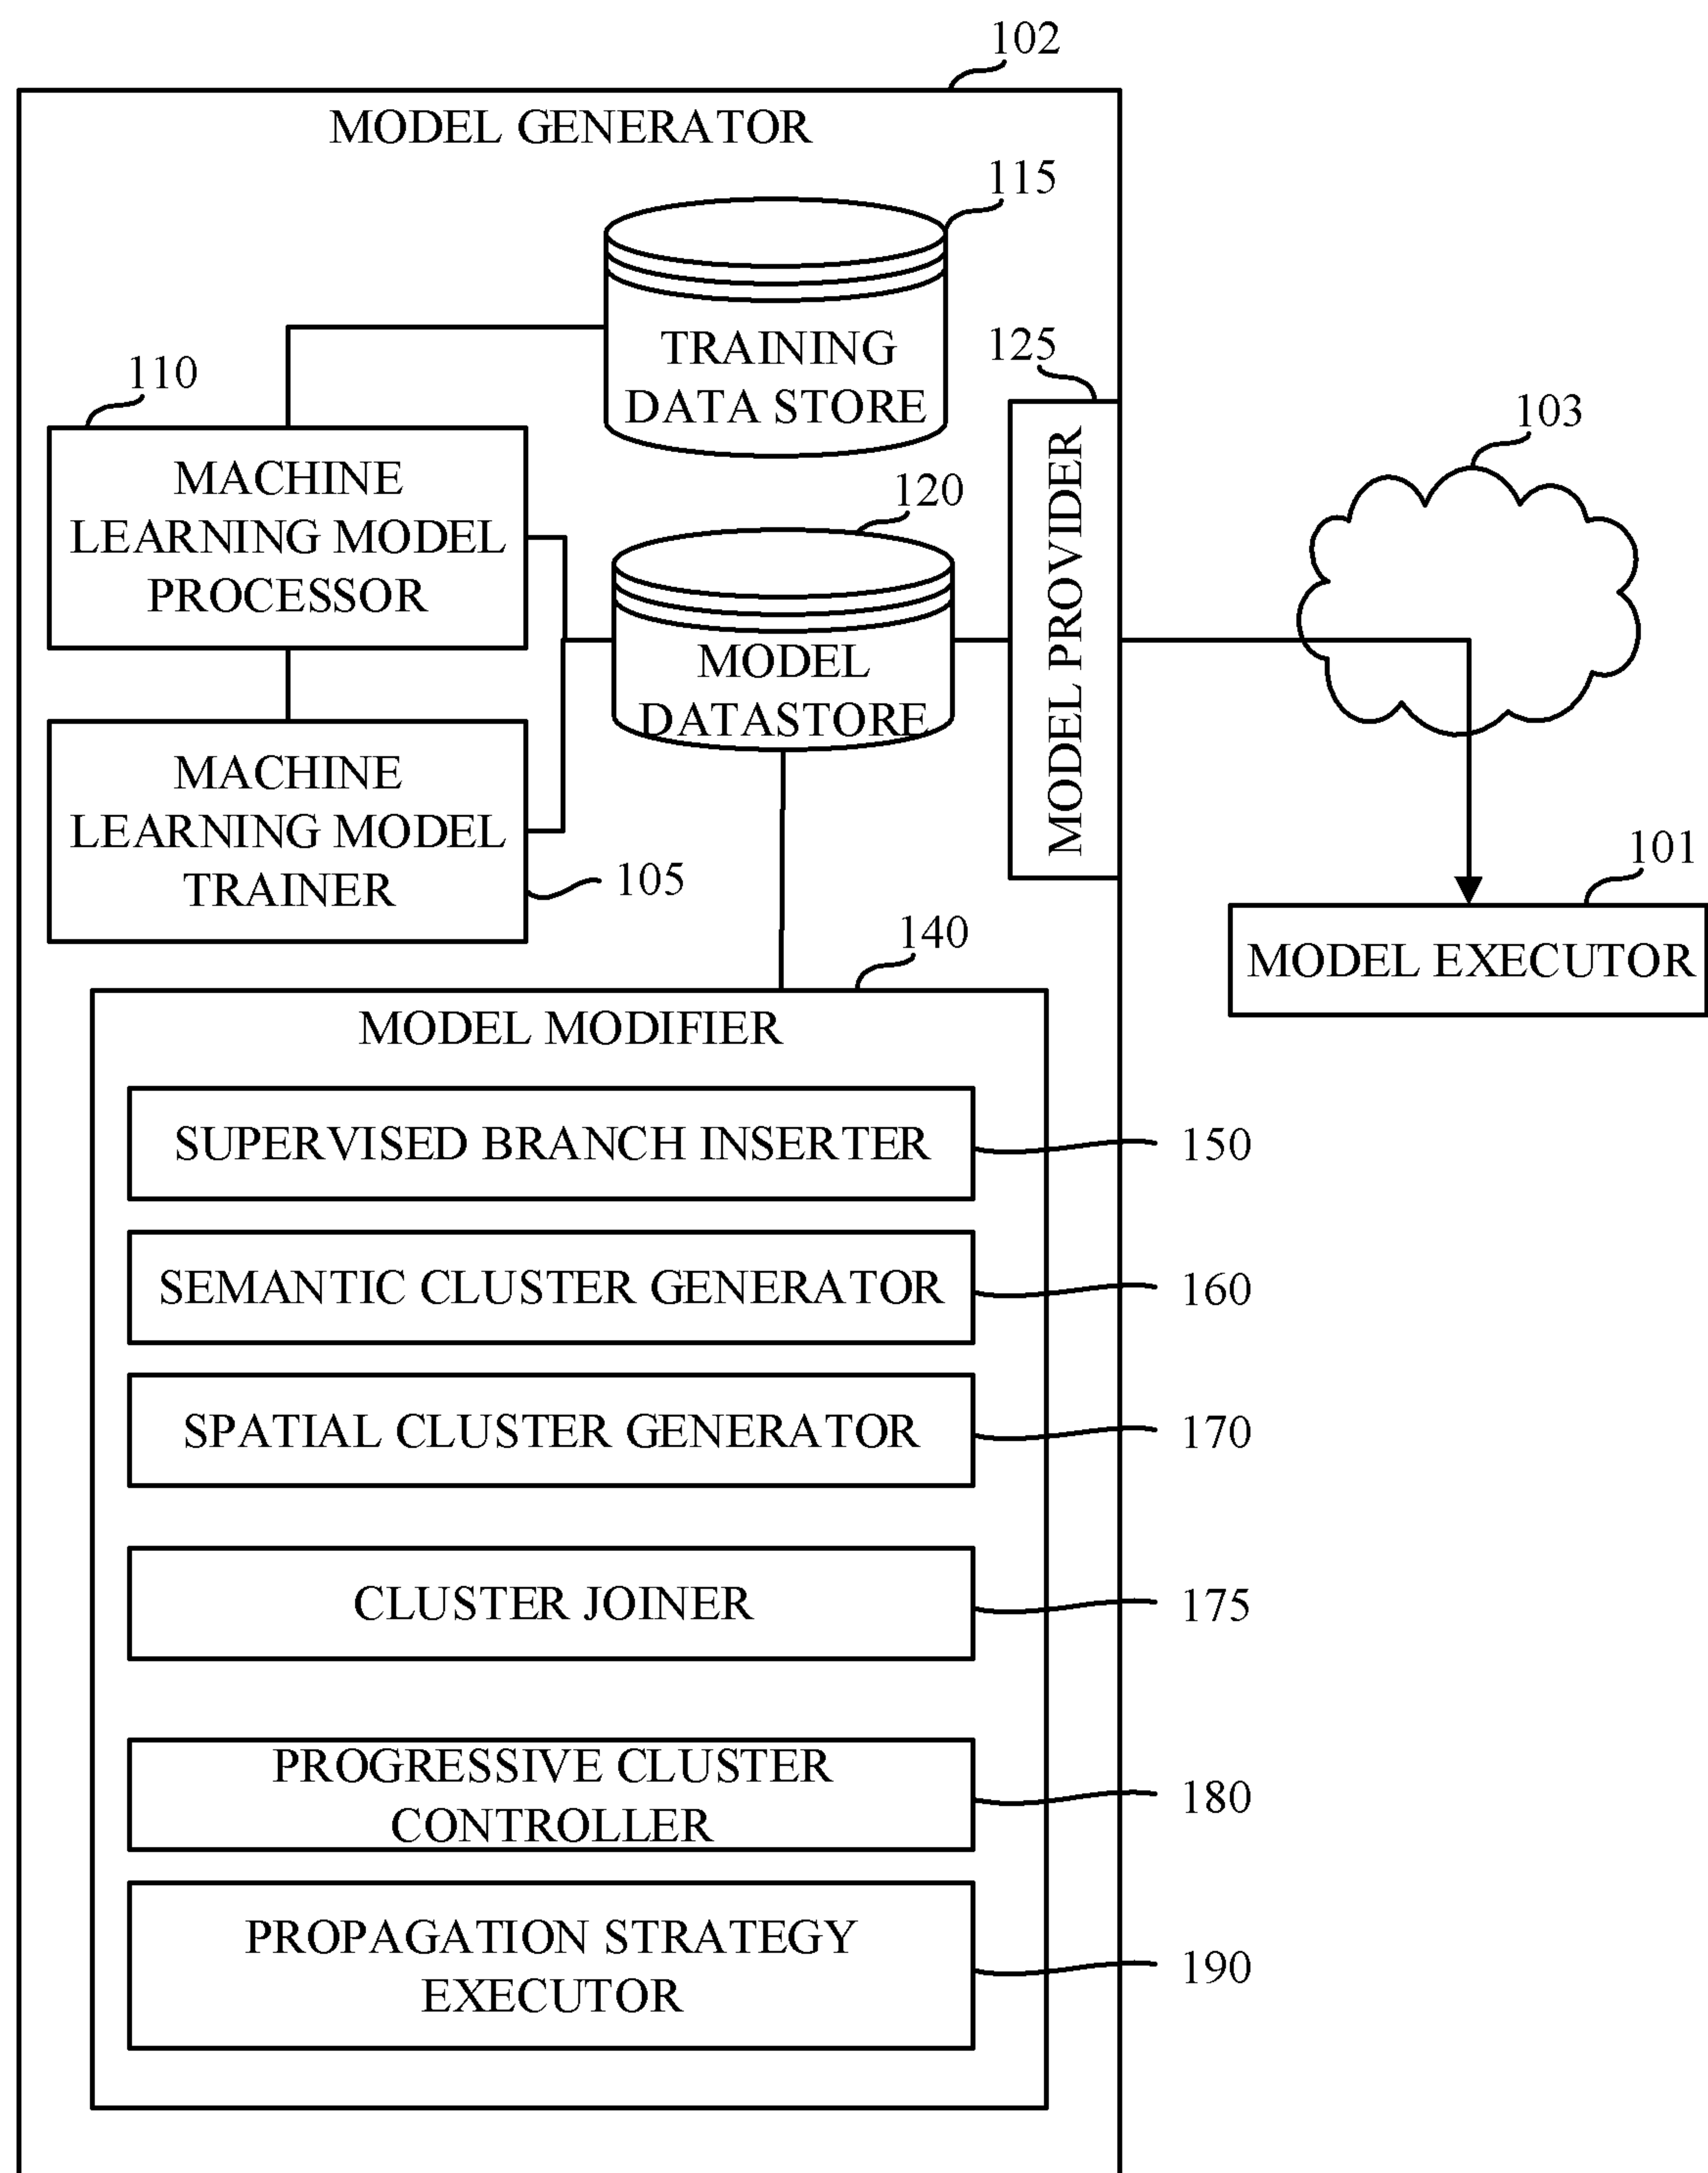 102
MODEL GENERATOR
115
TRAINING
DATA STORE
125
110
MACHINE
LEARNING MODEL
PROCESSOR
103
120
MODEL
DATASTORE
MODEL PROVIDER
MACHINE
LEARNING MODEL
TRAINER
105
101
MODEL EXECUTOR
140
MODEL MODIFIER
SUPERVISED BRANCH INSERTER
150
SEMANTIC CLUSTER GENERATOR
160
SPATIAL CLUSTER GENERATOR
170
CLUSTER JOINER
175
PROGRESSIVE CLUSTER
CONTROLLER
180
PROPAGATION STRATEGY
EXECUTOR
190